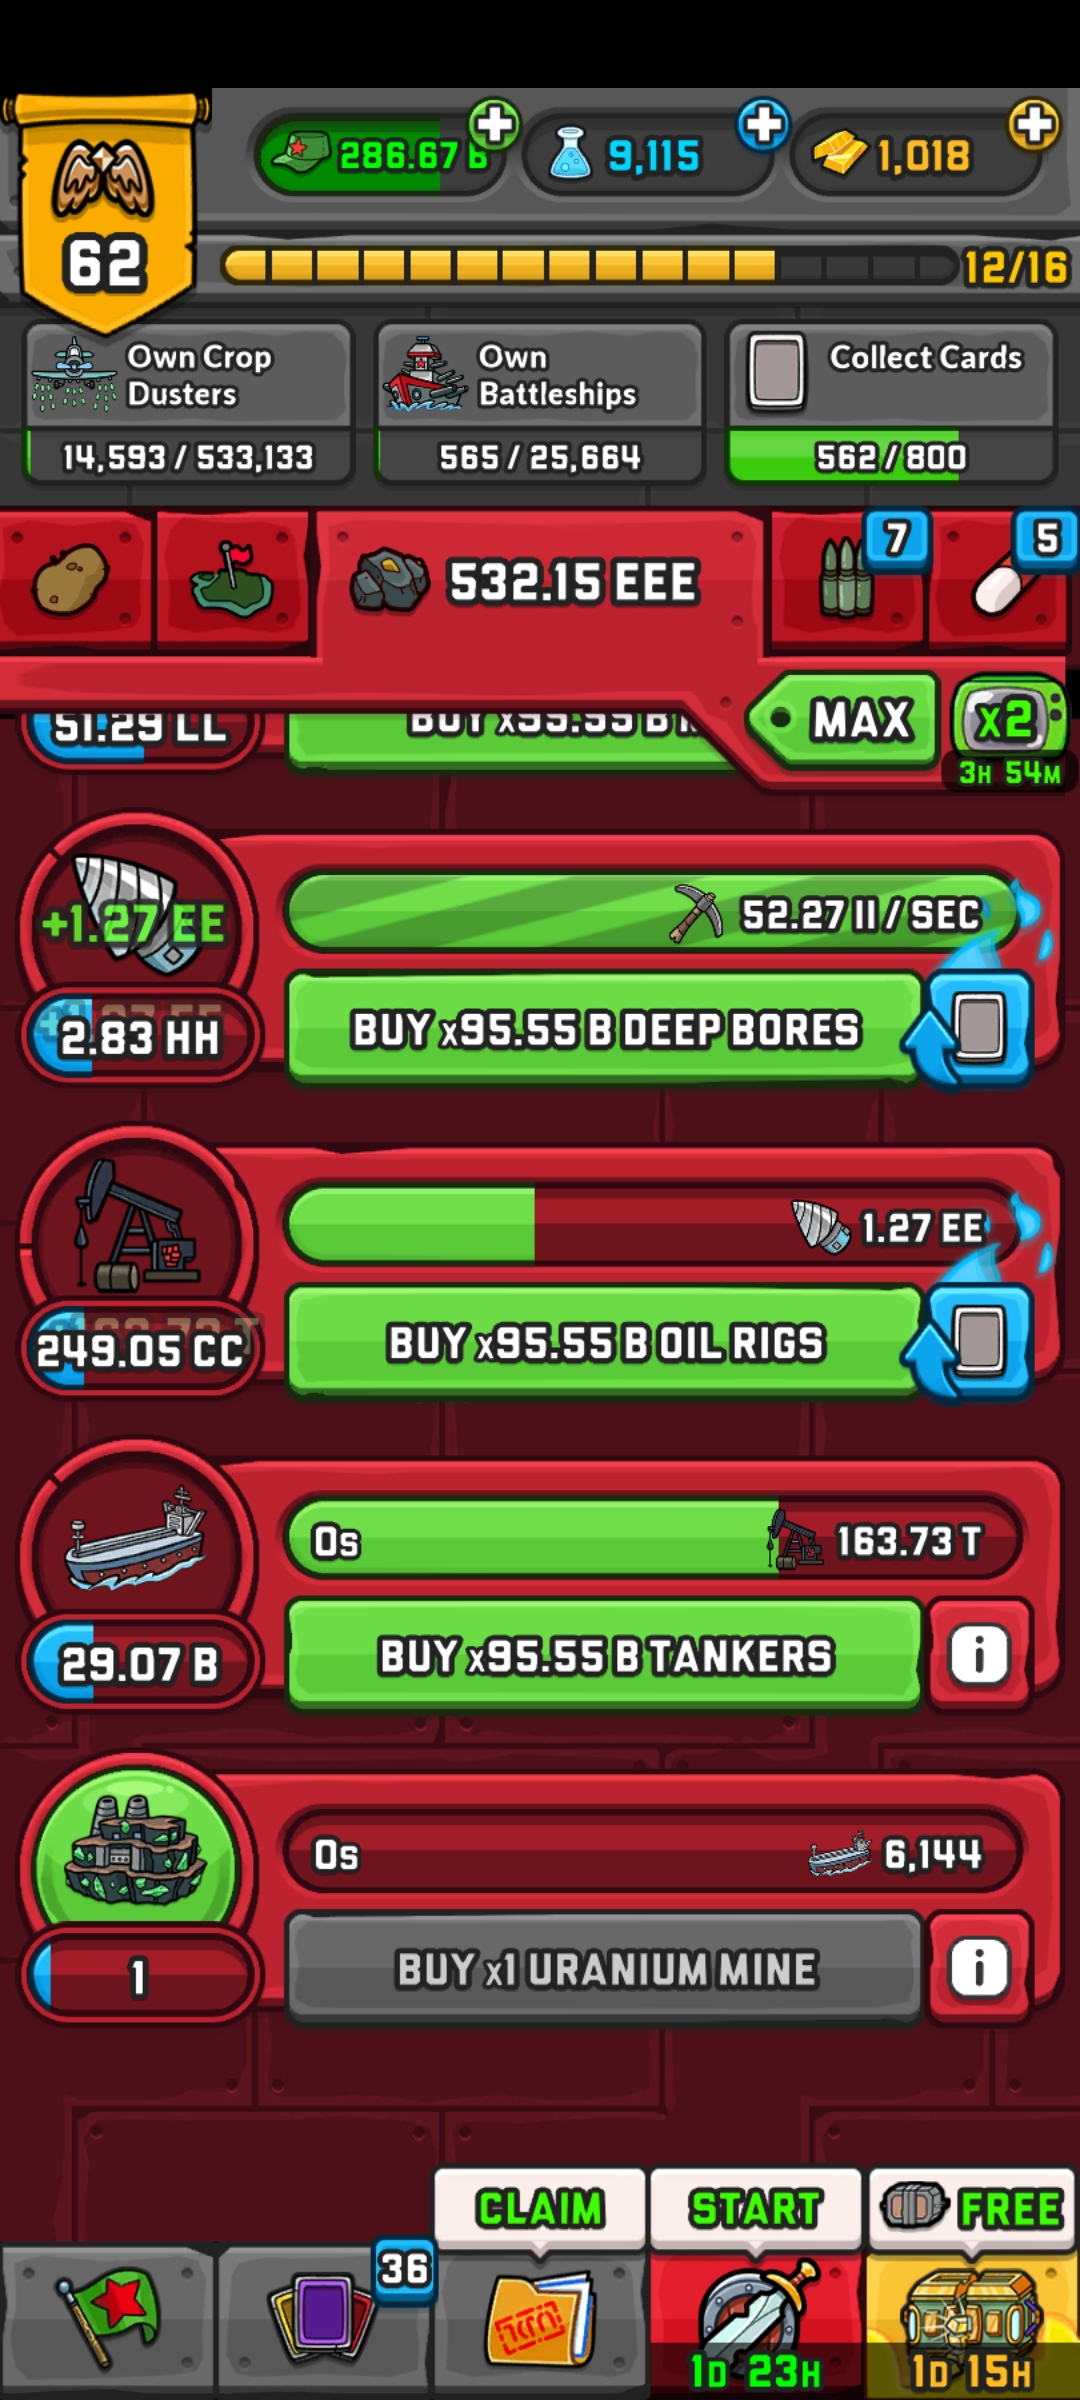 286.67 B
9,115
1,018
62
12/16
Own Crop
Dusters
14,593 / 533,133
Own
Battleships
565 / 25,664
Collect Cards
562 / 800
532.15 EEE
7
5
MAX
x2
3H 54M
51.29 LL
BUY x95.55 B
+1.27 EE
52.27 II / SEC
2.83 HH
BUY x95.55 B DEEP BORES
1.27 EE
249.05 CC
BUY x95.55 B OIL RIGS
0s
163.73 T
29.07 B
BUY x95.55 B TANKERS
i
0s
6,144
1
BUY x1 URANIUM MINE
i
CLAIM
START
FREE
36
1D 23H
1D 15H